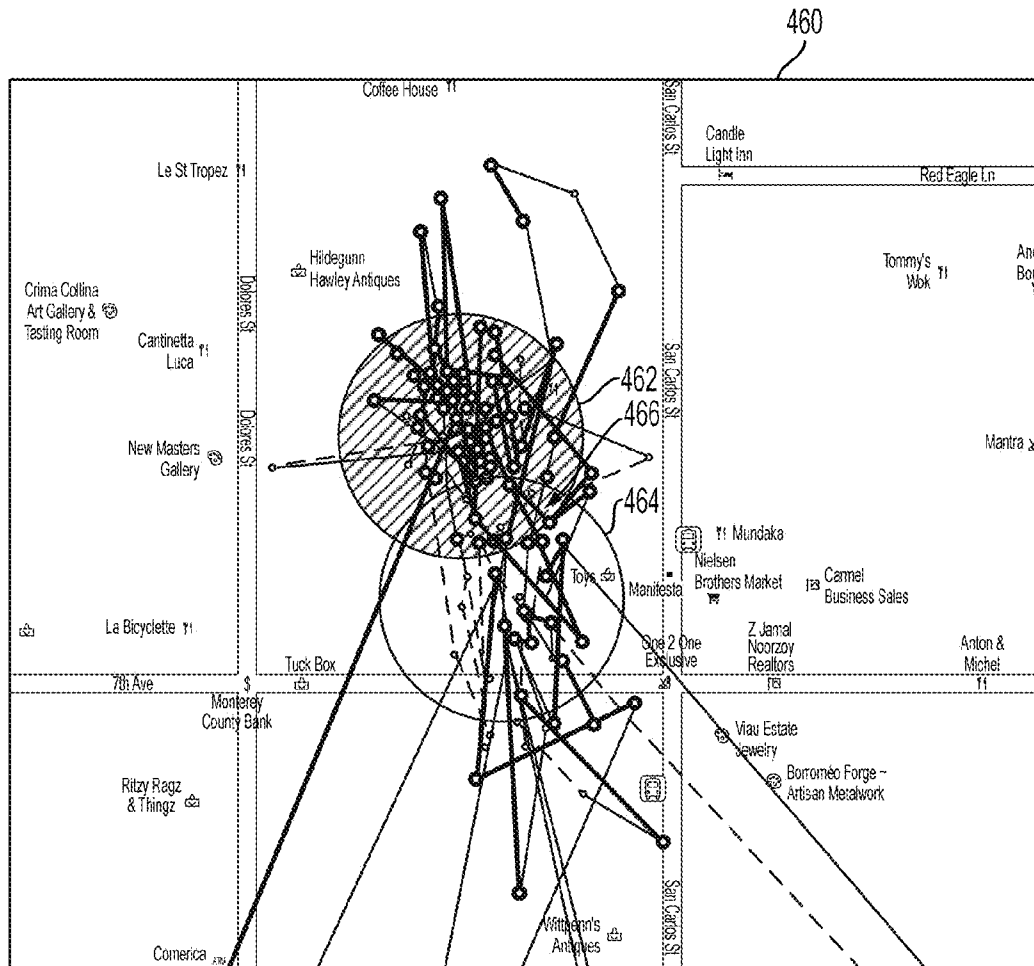 460
Coffee House
San Carlos St
Candle
Light Inn
Le St Tropez
Red Eagle Ln
Hildegunn
Hawley Antiques
Tommy's
Wok
Crima Collina
Art Gallery &
Tasting Room
Dolores St
Cantinetta
Luca
San Carlos St
462
466
Dolores St
New Masters
Gallery
Mantra
464
Mundaka
Nielsen
Brothers Market
Toys
Manifesta
Carmel
Business Sales
La Bicyclette
One 2 One
Exclusive
Z Jamal
Noorzoy
Realtors
Anton &
Michel
Tuck Box
7th Ave
$
Monterey
County Bank
Viau Estate
Jewelry
Ritzy Ragz
& Thingz
Borroméo Forge ~
Artisan Metalwork
San Carlos St
Wittpenn's
Antiques
Comerica